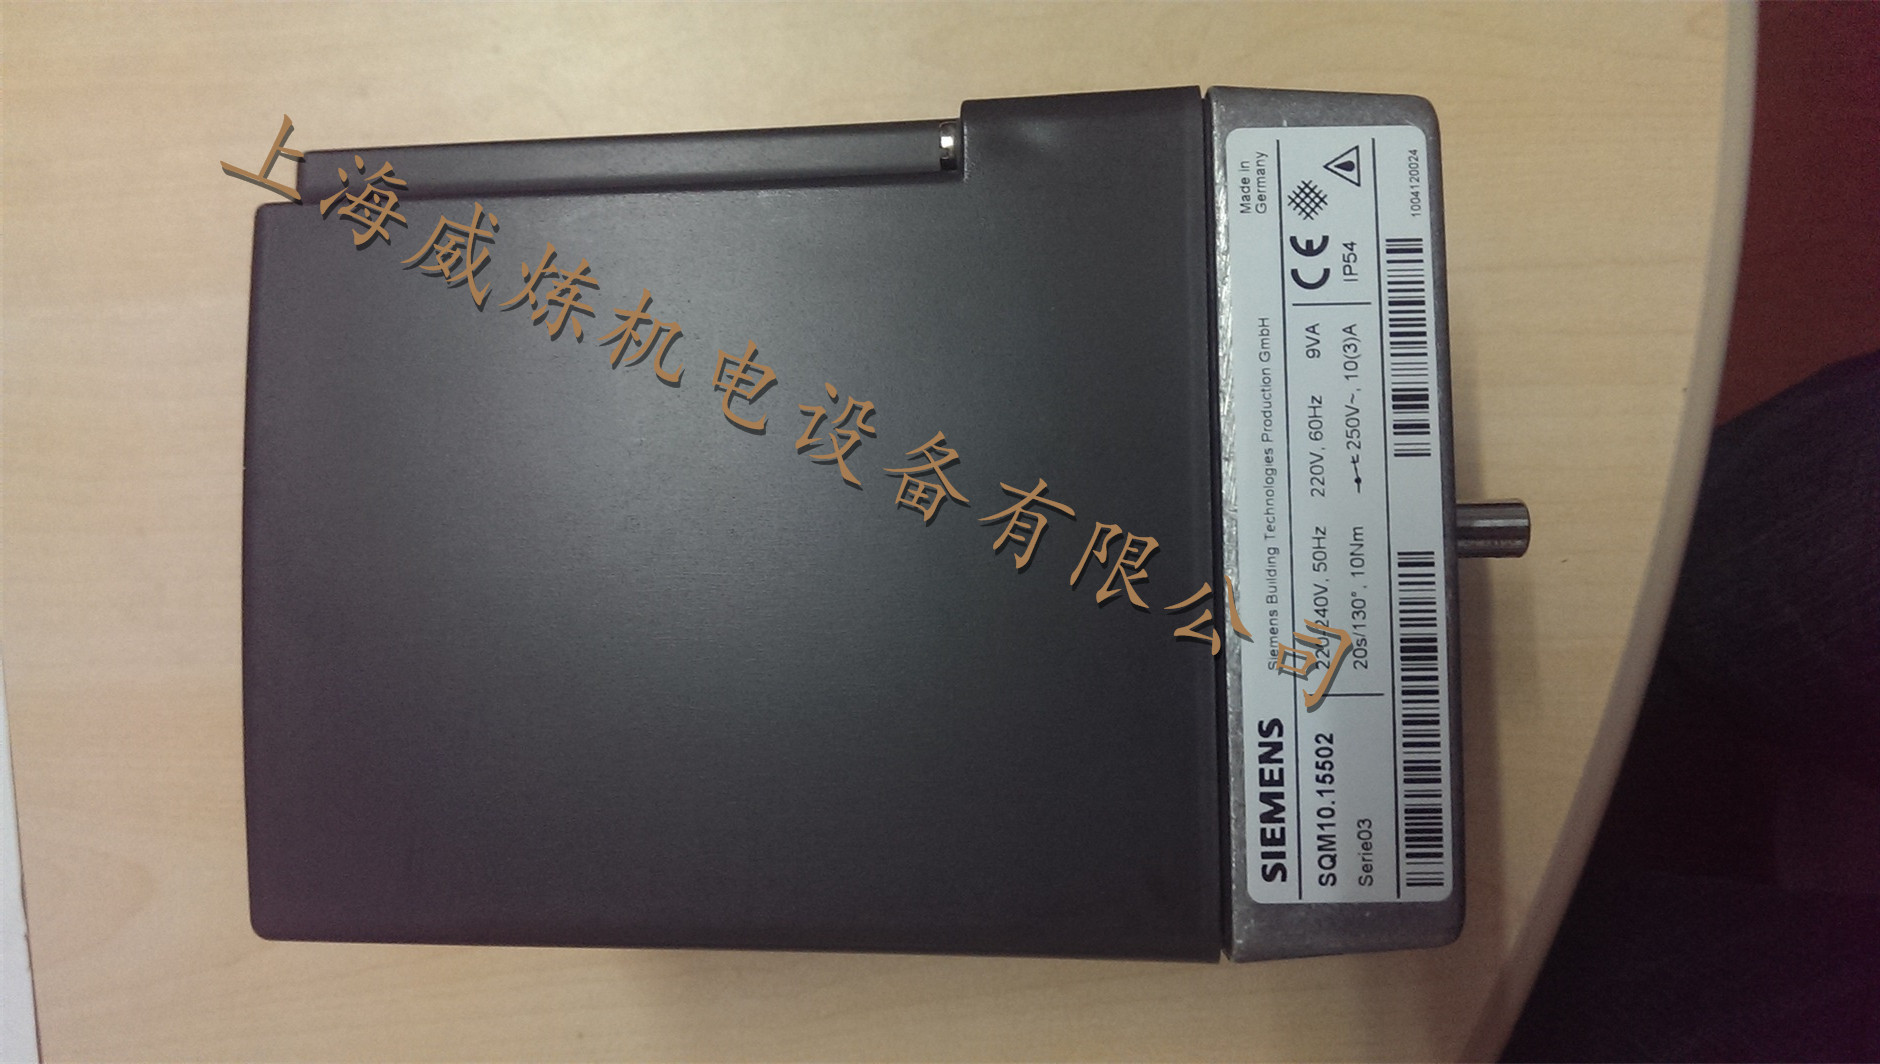 上海威炼机电设备有限公司
SIEMENS
Siemens Building Technologies Production GmbH
Made in
Germany
SQM10.15502
220-240V, 50Hz 220V, 60Hz 9VA
CE
Serie03
20s/130°, 10Nm
250V~, 10(3)A
IP54
1004120024